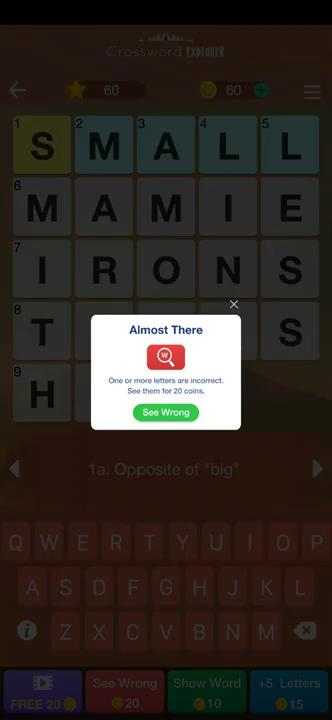 Crossword EXPLORER
60
60
1 S 2 M 3 A 4 L 5 L
6 M A M I E
7 I R O N S
8 T S
9 H
Almost There
W
One or more letters are incorrect.
See them for 20 coins.
See Wrong
1a. Opposite of "big"
Q W E R T Y U I O P
A S D F G H J K L
i Z X C V B N M
See Wrong Show Word +5 Letters
FREE 20 20 10 15